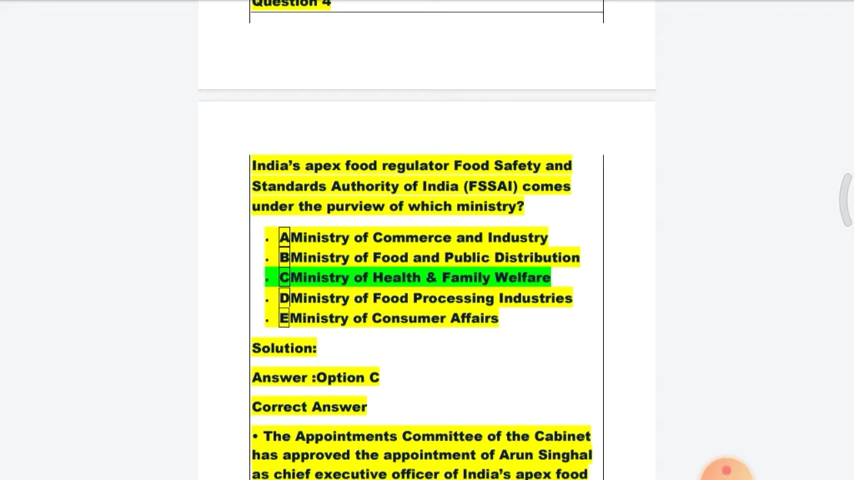 Question 4
India's apex food regulator Food Safety and
Standards Authority of India (FSSAI) comes
under the purview of which ministry?
• AMinistry of Commerce and Industry
• BMinistry of Food and Public Distribution
• CMinistry of Health & Family Welfare
• DMinistry of Food Processing Industries
• EMinistry of Consumer Affairs
Solution:
Answer :Option C
Correct Answer
• The Appointments Committee of the Cabinet
has approved the appointment of Arun Singhal
as chief executive officer of India's apex food